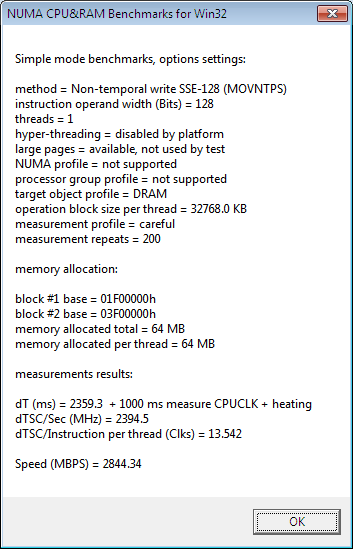 NUMA CPU&RAM Benchmarks for Win32
Simple mode benchmarks, options settings:
method = Non-temporal write SSE-128 (MOVNTPS)
instruction operand width (Bits) = 128
threads = 1
hyper-threading = disabled by platform
large pages = available, not used by test
NUMA profile = not supported
processor group profile = not supported
target object profile = DRAM
operation block size per thread = 32768.0 KB
measurement profile = careful
measurement repeats = 200
memory allocation:
block #1 base = 01F00000h
block #2 base = 03F00000h
memory allocated total = 64 MB
memory allocated per thread = 64 MB
measurements results:
dT (ms) = 2359.3  + 1000 ms measure CPUCLK + heating
dTSC/Sec (MHz) = 2394.5
dTSC/Instruction per thread (Clks) = 13.542
Speed (MBPS) = 2844.34
OK